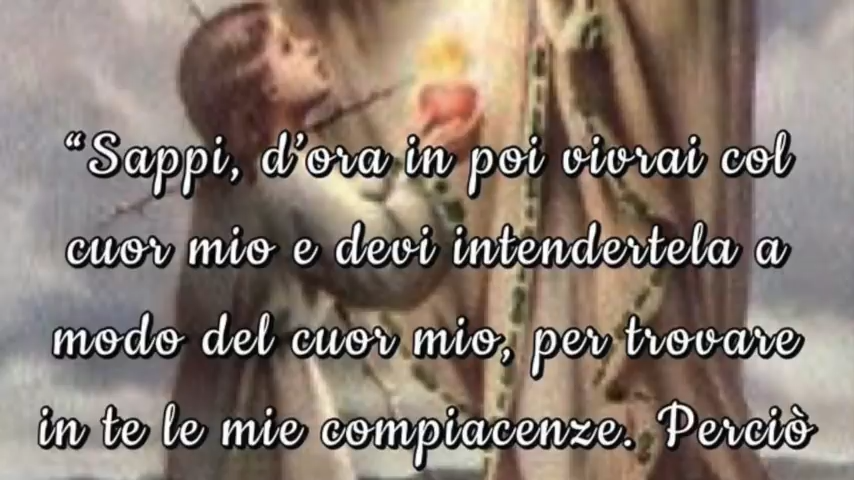 “Sappi, d’ora in poi vivrai col
cuor mio e devi intendertela a
modo del cuor mio, per trovare
in te le mie compiacenze. Perciò